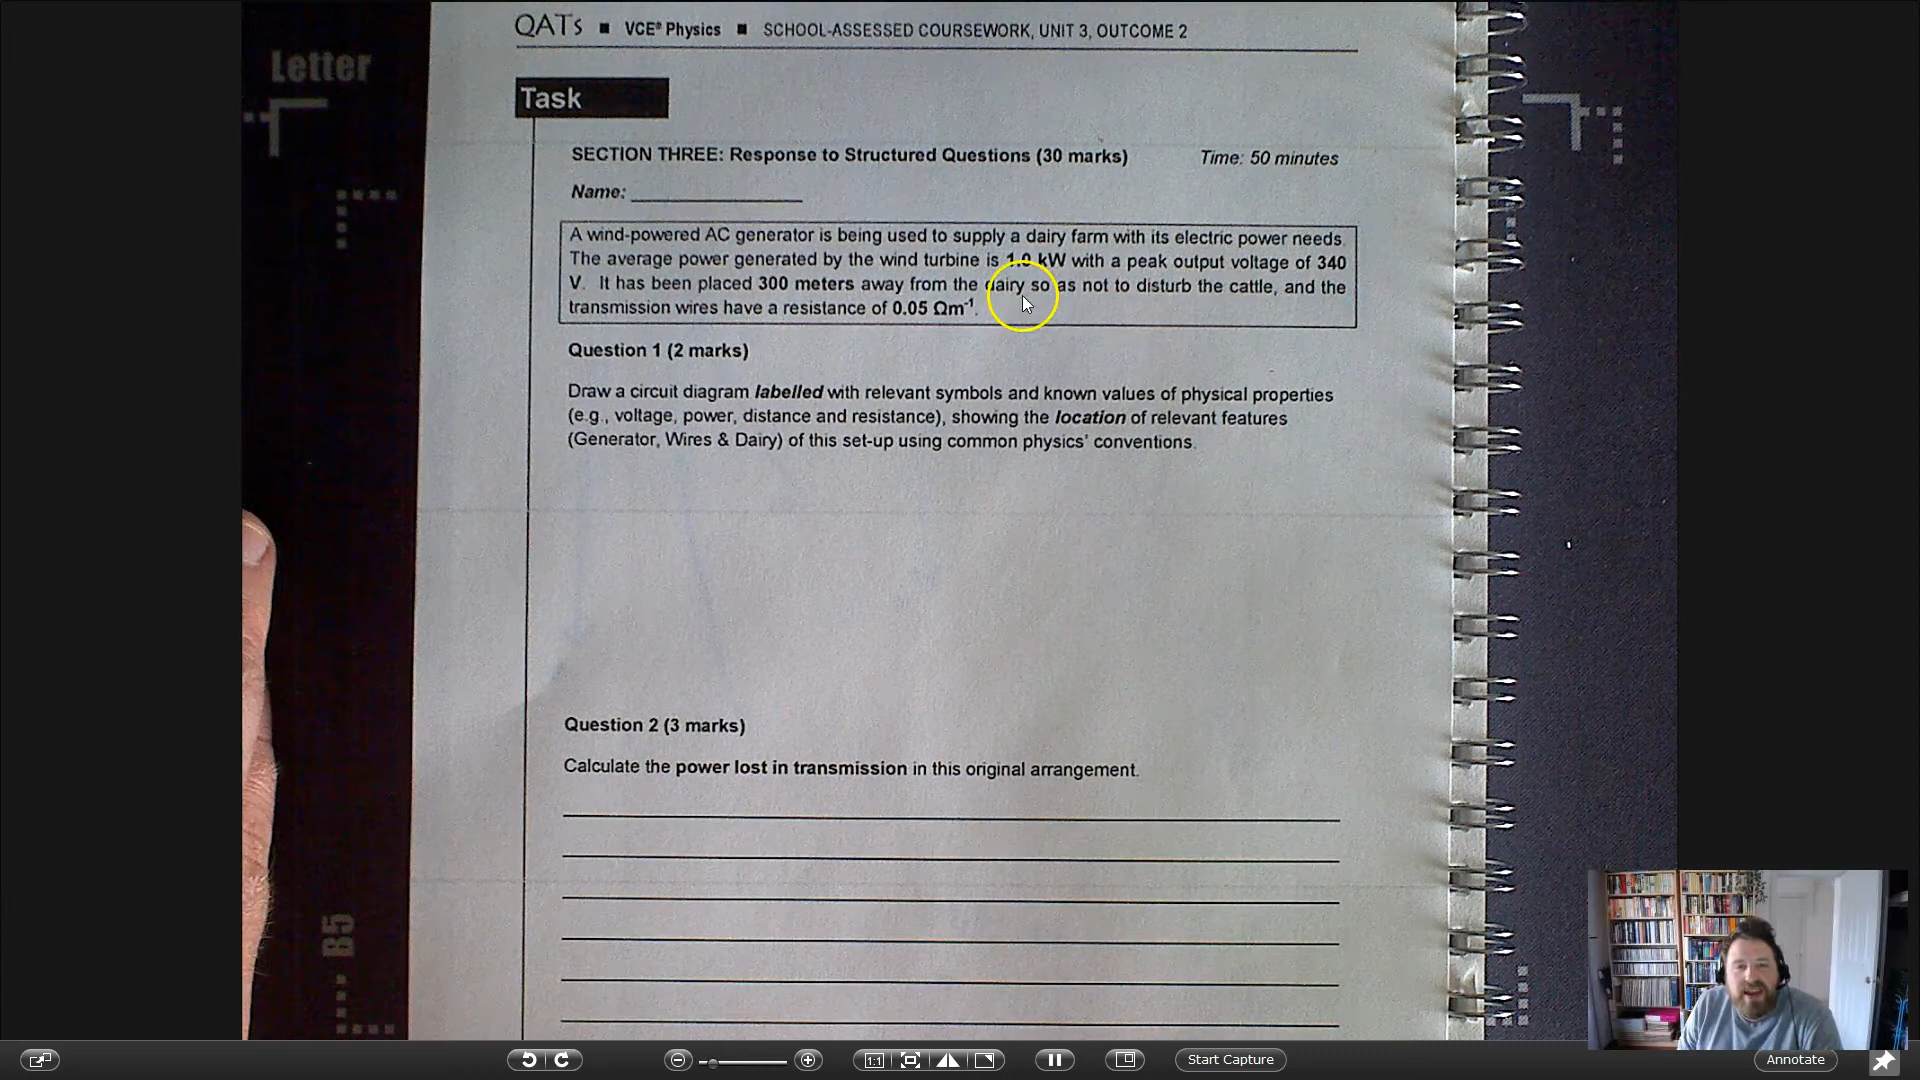 QATs ■ VCE® Physics ■ SCHOOL-ASSESSED COURSEWORK, UNIT 3, OUTCOME 2
Letter
Task
SECTION THREE: Response to Structured Questions (30 marks) Time: 50 minutes
Name: _______________
A wind-powered AC generator is being used to supply a dairy farm with its electric power needs.
The average power generated by the wind turbine is 1.0 kW with a peak output voltage of 340
V. It has been placed 300 meters away from the dairy so as not to disturb the cattle, and the
transmission wires have a resistance of 0.05 Ωm⁻¹.
Question 1 (2 marks)
Draw a circuit diagram labelled with relevant symbols and known values of physical properties
(e.g., voltage, power, distance and resistance), showing the location of relevant features
(Generator, Wires & Dairy) of this set-up using common physics' conventions.
Question 2 (3 marks)
Calculate the power lost in transmission in this original arrangement.
B5
1:1
Start Capture
Annotate